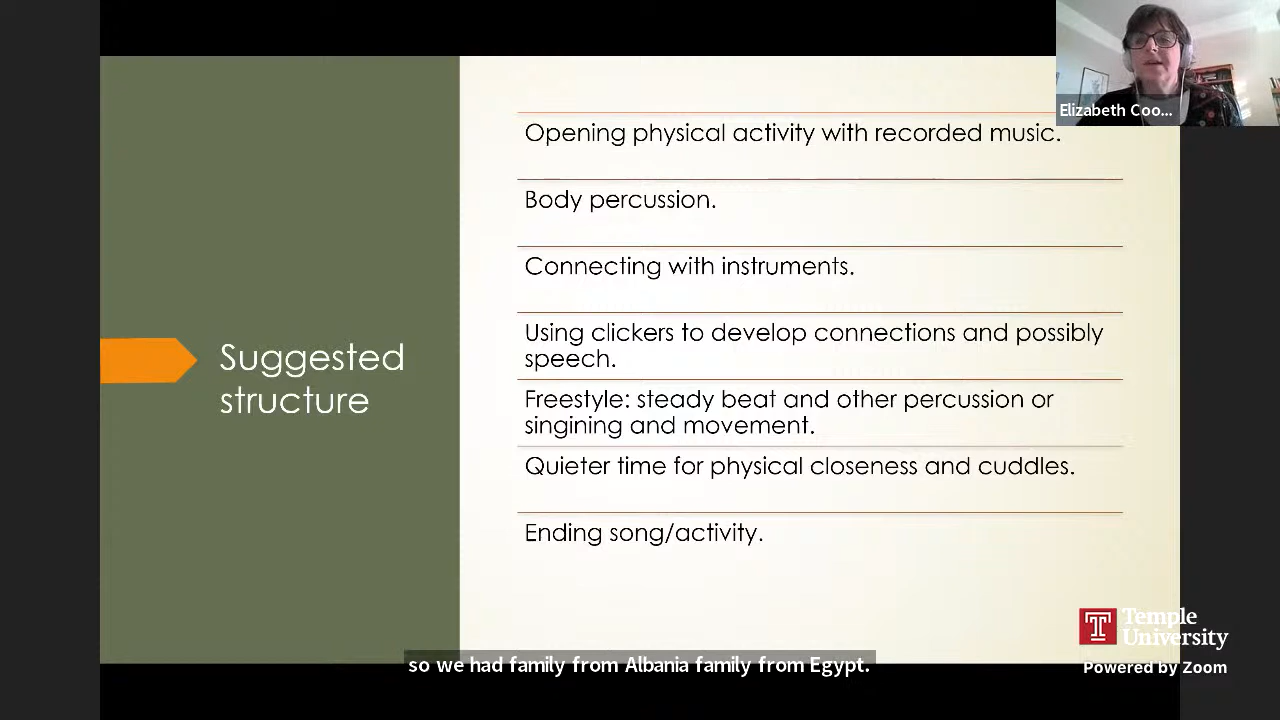 Elizabeth Coo...
Opening physical activity with recorded music.
Body percussion.
Connecting with instruments.
Using clickers to develop connections and possibly
speech.
Freestyle: steady beat and other percussion or
singining and movement.
Quieter time for physical closeness and cuddles.
Ending song/activity.
Suggested
structure
Temple
University
Powered by Zoom
so we had family from Albania family from Egypt.